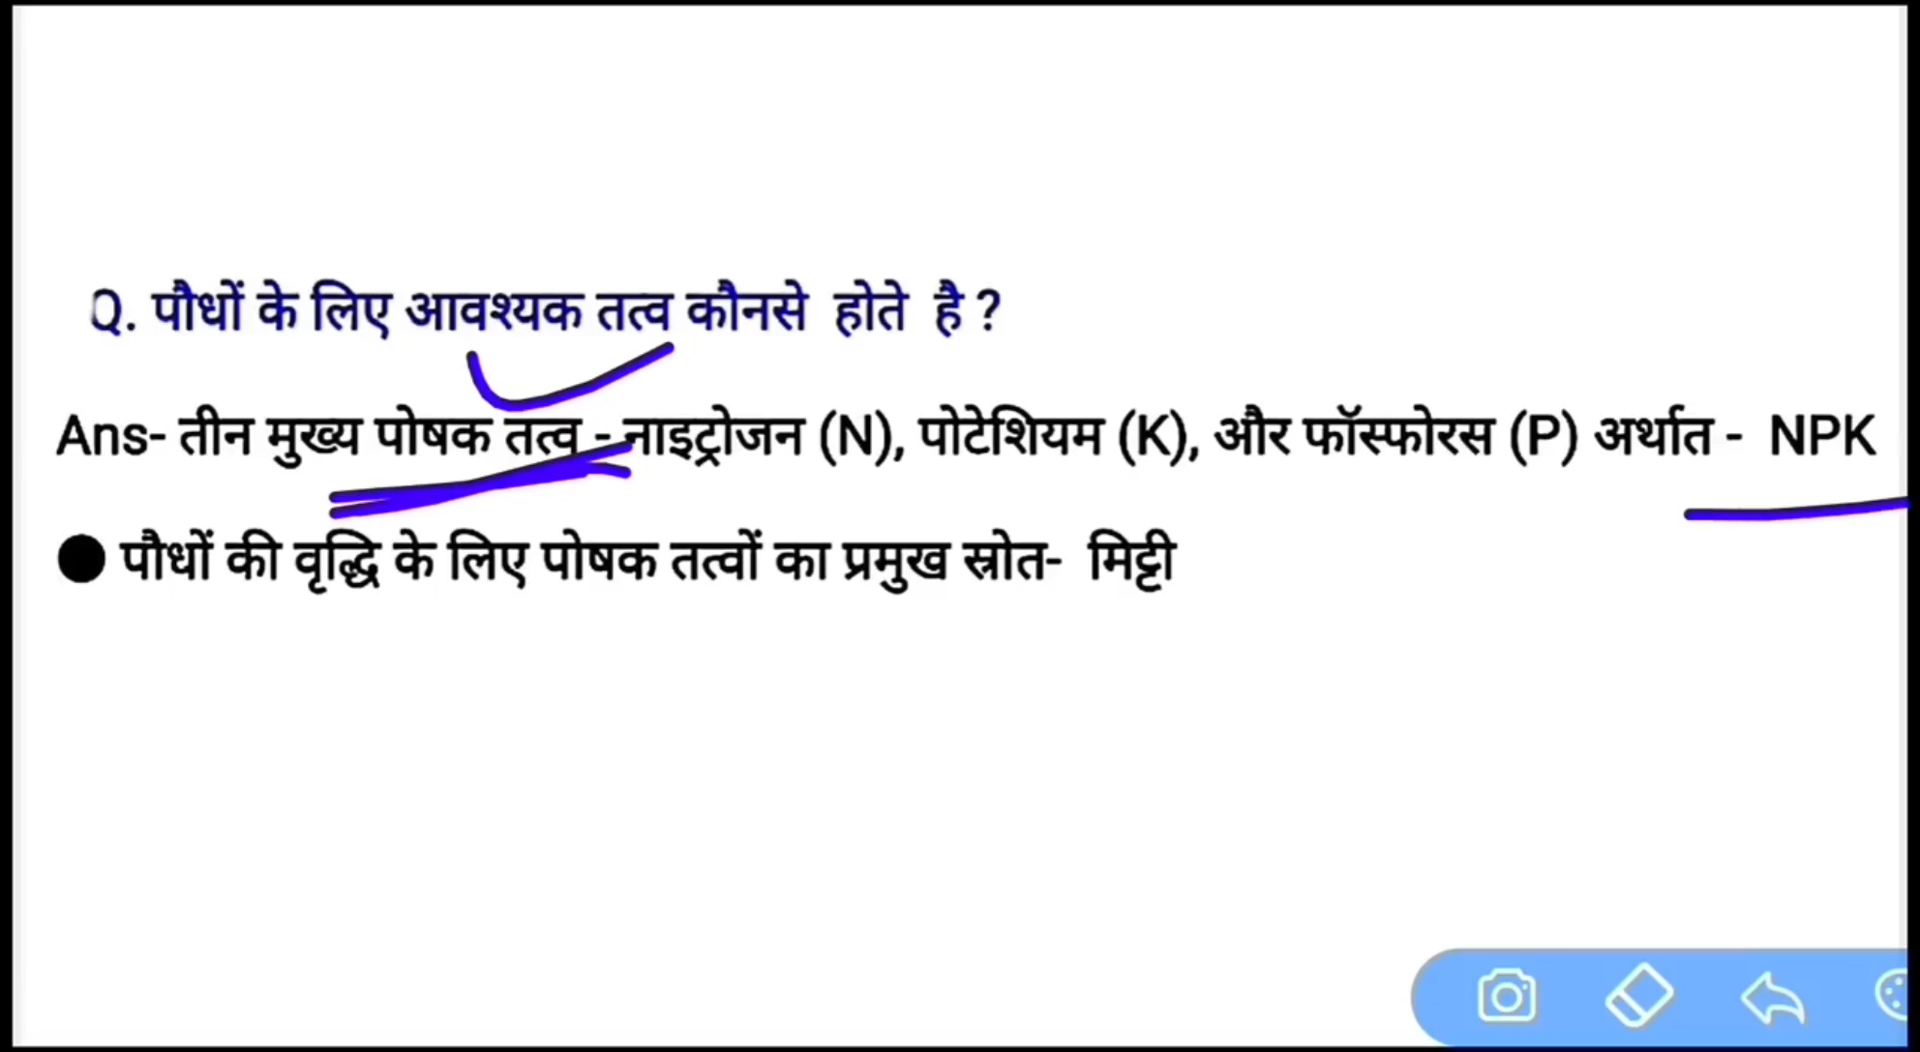 Q. पौधों के लिए आवश्यक तत्व कौनसे होते है ?
Ans- तीन मुख्य पोषक तत्व - नाइट्रोजन (N), पोटेशियम (K), और फॉस्फोरस (P) अर्थात - NPK
● पौधों की वृद्धि के लिए पोषक तत्वों का प्रमुख स्रोत- मिट्टी